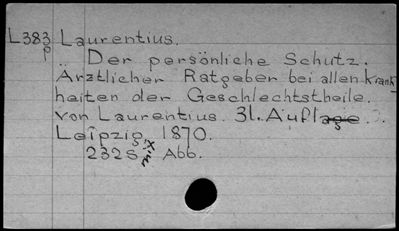 L383 Laurentius.
p
Der persönliche Schutz.
Ärztlicher Ratgeber bei allen Krank
heiten der Geschlechtstheile.
von Laurentius. 31. Auflage.
Leipzig, 1870.
232 S. mit Abb.